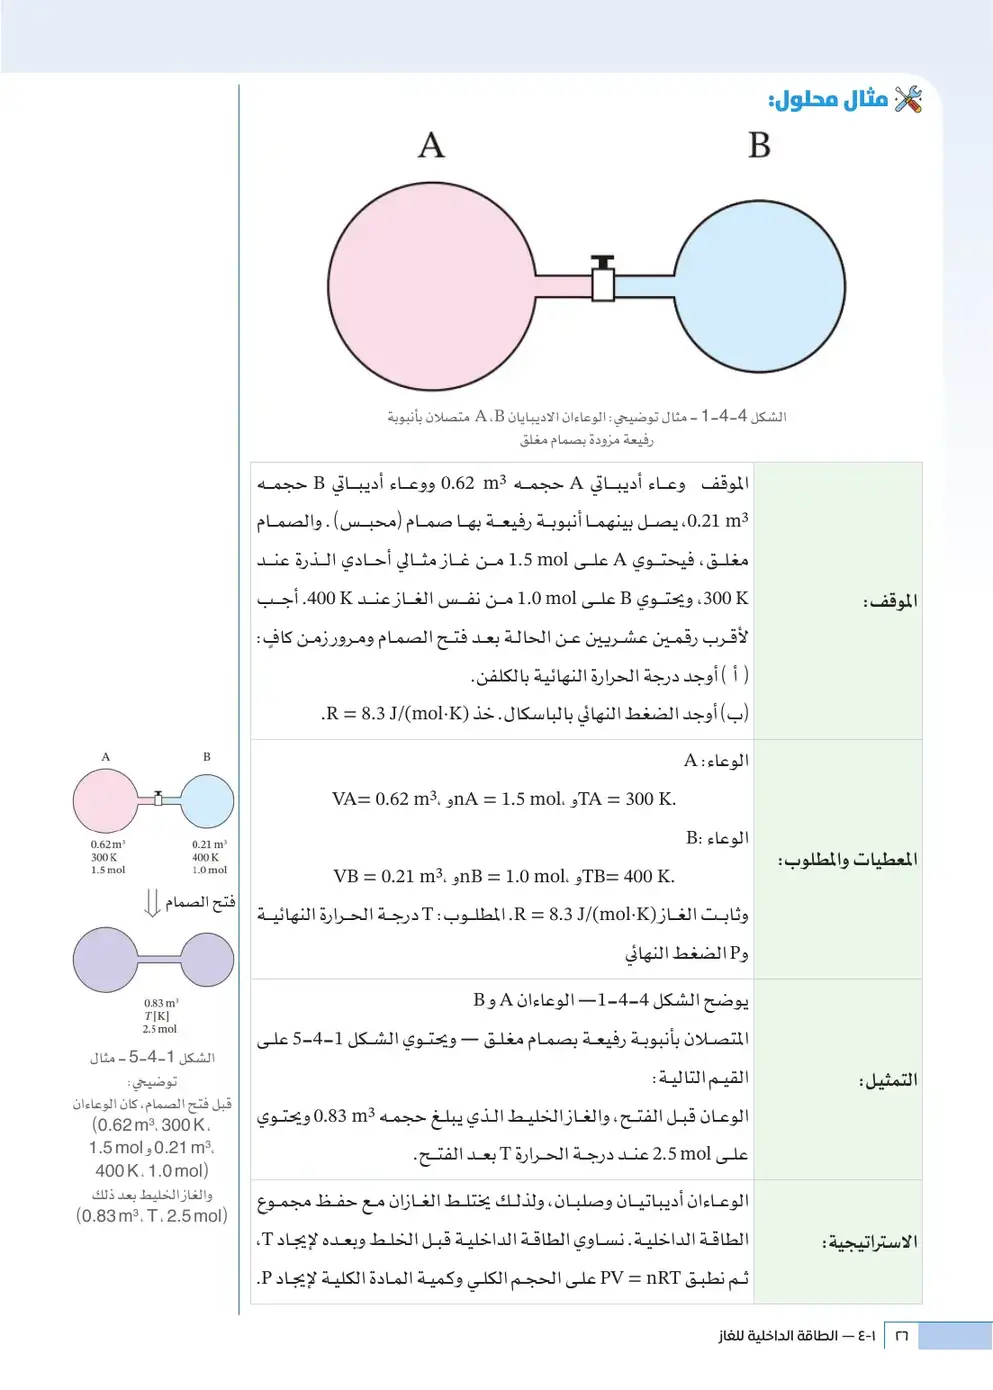 مثال محلول:
A B
الشكل 4-4-1 - مثال توضيحي: الوعاءان الاديبايان A، B متصلان بأنبوبة
رفيعة مزودة بصمام مغلق
الموقف:
الموقف وعاء أديباتي A حجمه 0.62 m³ ووعاء أديباتي B حجمه
0.21 m³، يصل بينهما أنبوبة رفيعة بها صمام (محبس). والصمام
مغلق، فيحتوي A على 1.5 mol من غاز مثالي أحادي الذرة عند
300 K، ويحتوي B على 1.0 mol من نفس الغاز عند 400 K. أجب
لأقرب رقمين عشريين عن الحالة بعد فتح الصمام ومرور زمن كافٍ:
(أ) أوجد درجة الحرارة النهائية بالكلفن.
(ب) أوجد الضغط النهائي بالباسكال. خذ R = 8.3 J/(mol·K).
المعطيات والمطلوب:
الوعاء: A
VA= 0.62 m³، وnA = 1.5 mol، وTA = 300 K.
الوعاء: B
VB = 0.21 m³، وnB = 1.0 mol، وTB= 400 K.
وثابت الغاز R = 8.3 J/(mol·K). المطلوب: T درجة الحرارة النهائية
وP الضغط النهائي
التمثيل:
يوضح الشكل 4-4-1— الوعاءان A و B
المتصلان بأنبوبة رفيعة بصمام مغلق — ويحتوي الشكل 1-4-5 على
القيم التالية:
الوعان قبل الفتح، والغاز الخليط الذي يبلغ حجمه 0.83 m³ ويحتوي
على 2.5 mol عند درجة الحرارة T بعد الفتح.
الاستراتيجية:
الوعاءان أديباتيان وصلبان، ولذلك يختلط الغازان مع حفظ مجموع
الطاقة الداخلية. نساوي الطاقة الداخلية قبل الخلط وبعده لإيجاد T،
ثم نطبق PV = nRT على الحجم الكلي وكمية المادة الكلية لإيجاد P.
A B
0.62 m³ 0.21 m³
300 K 400 K
1.5 mol 1.0 mol
فتح الصمام
0.83 m³
T [K]
2.5 mol
الشكل 1-4-5 - مثال
توضيحي:
قبل فتح الصمام، كان الوعاءان
(0.62 m³، 300 K،
1.5 mol و 0.21 m³،
400 K، 1.0 mol)
والغاز الخليط بعد ذلك
(0.83 m³، T، 2.5 mol)
٢٦ ٤-١ — الطاقة الداخلية للغاز